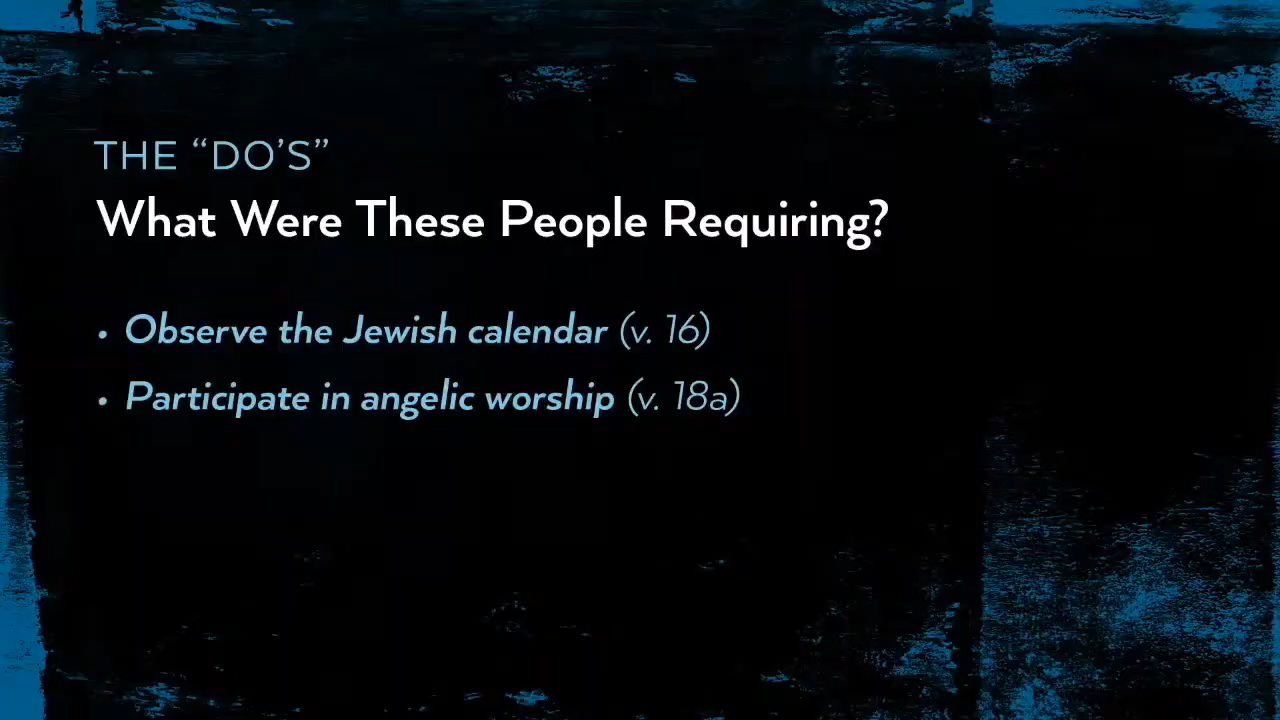 THE “DO’S”
What Were These People Requiring?
• Observe the Jewish calendar (v. 16)
• Participate in angelic worship (v. 18a)